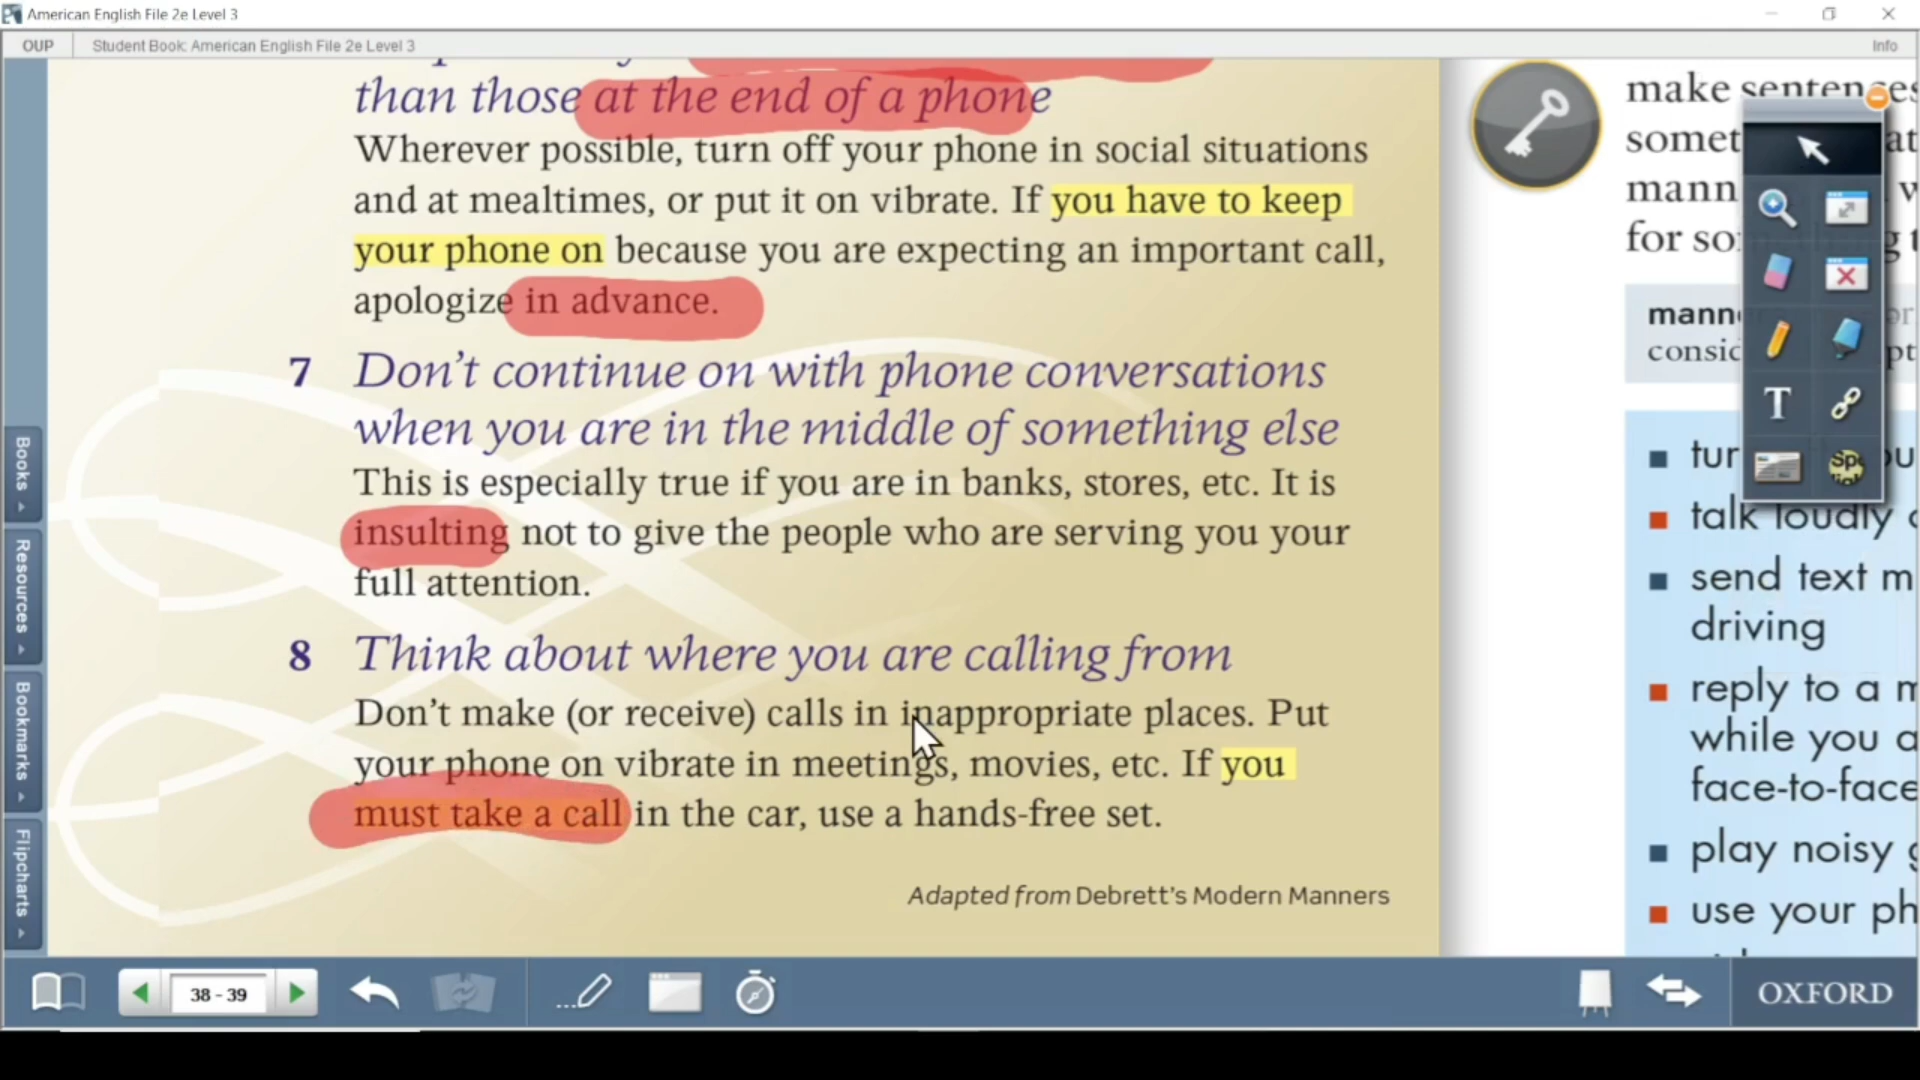 American English File 2e Level 3
OUP
Student Book: American English File 2e Level 3
Info
than those at the end of a phone
Wherever possible, turn off your phone in social situations
and at mealtimes, or put it on vibrate. If you have to keep
your phone on because you are expecting an important call,
apologize in advance.
7 Don't continue on with phone conversations
when you are in the middle of something else
This is especially true if you are in banks, stores, etc. It is
insulting not to give the people who are serving you your
full attention.
8 Think about where you are calling from
Don't make (or receive) calls in inappropriate places. Put
your phone on vibrate in meetings, movies, etc. If you
must take a call in the car, use a hands-free set.
Adapted from Debrett's Modern Manners
make sentences
for
talk loudly
send text m
driving
reply to a m
while you a
face-to-face
play noisy g
use your ph
T
Books
Resources
Bookmarks
Flipcharts
38 - 39
OXFORD